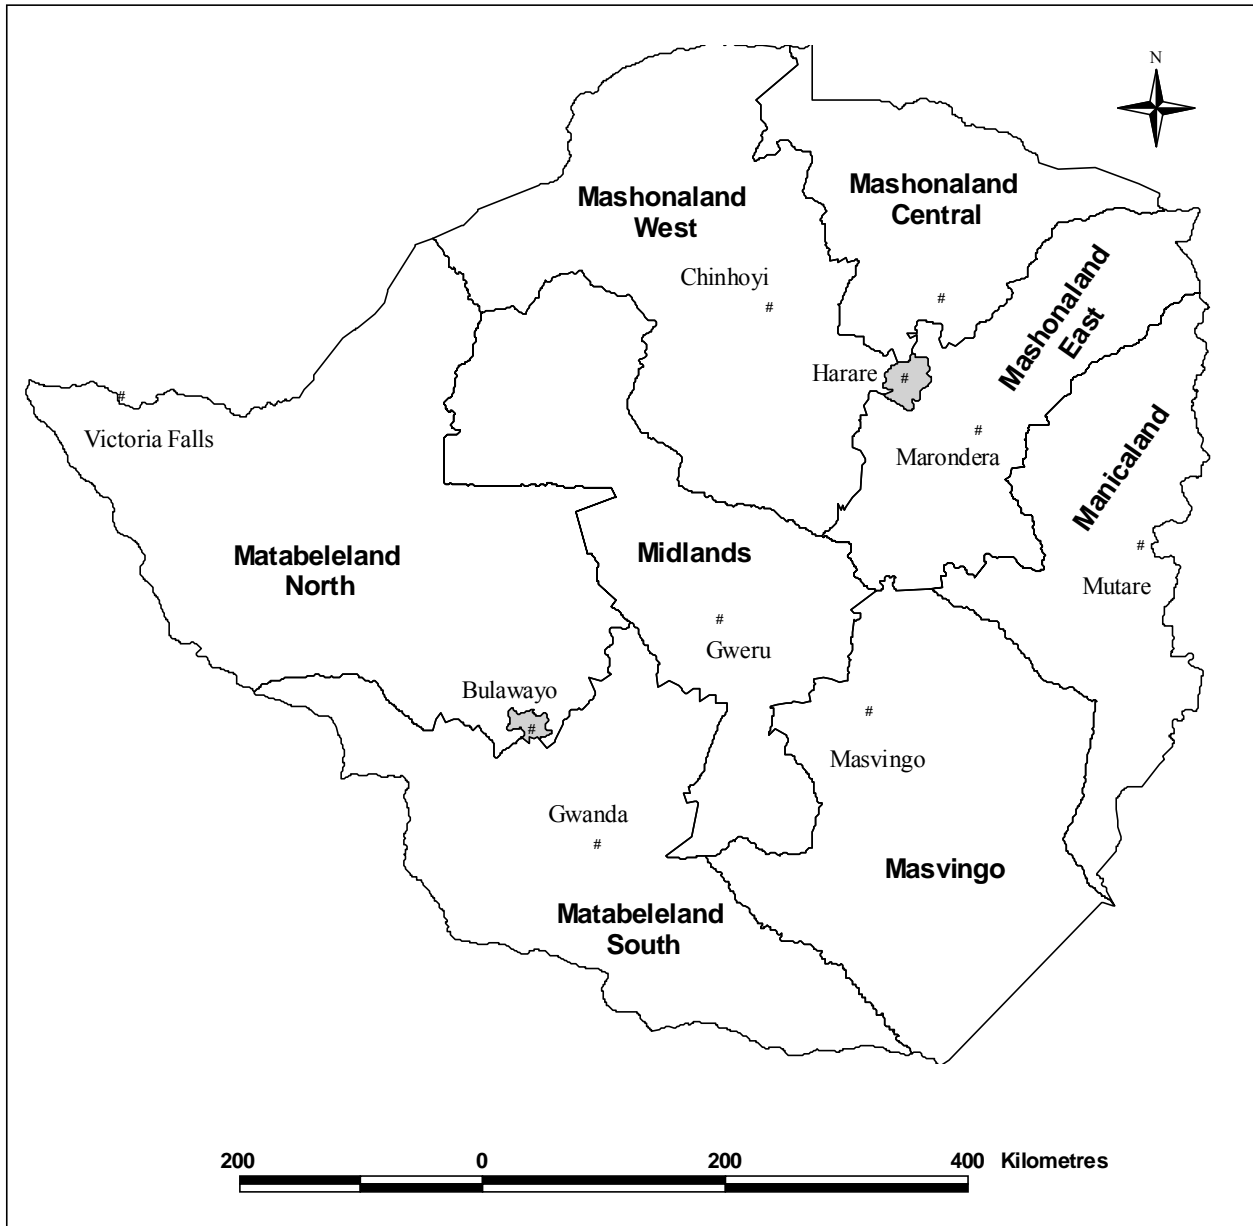 N
Mashonaland
West
Mashonaland
Central
Chinhoyi
#
#
Mashonaland
East
Harare
#
#
Victoria Falls
#
Marondera
Manicaland
Matabeleland
North
Midlands
#
Mutare
#
Gweru
Bulawayo
#
#
Masvingo
Gwanda
#
Masvingo
Matabeleland
South
200 0 200 400 Kilometres